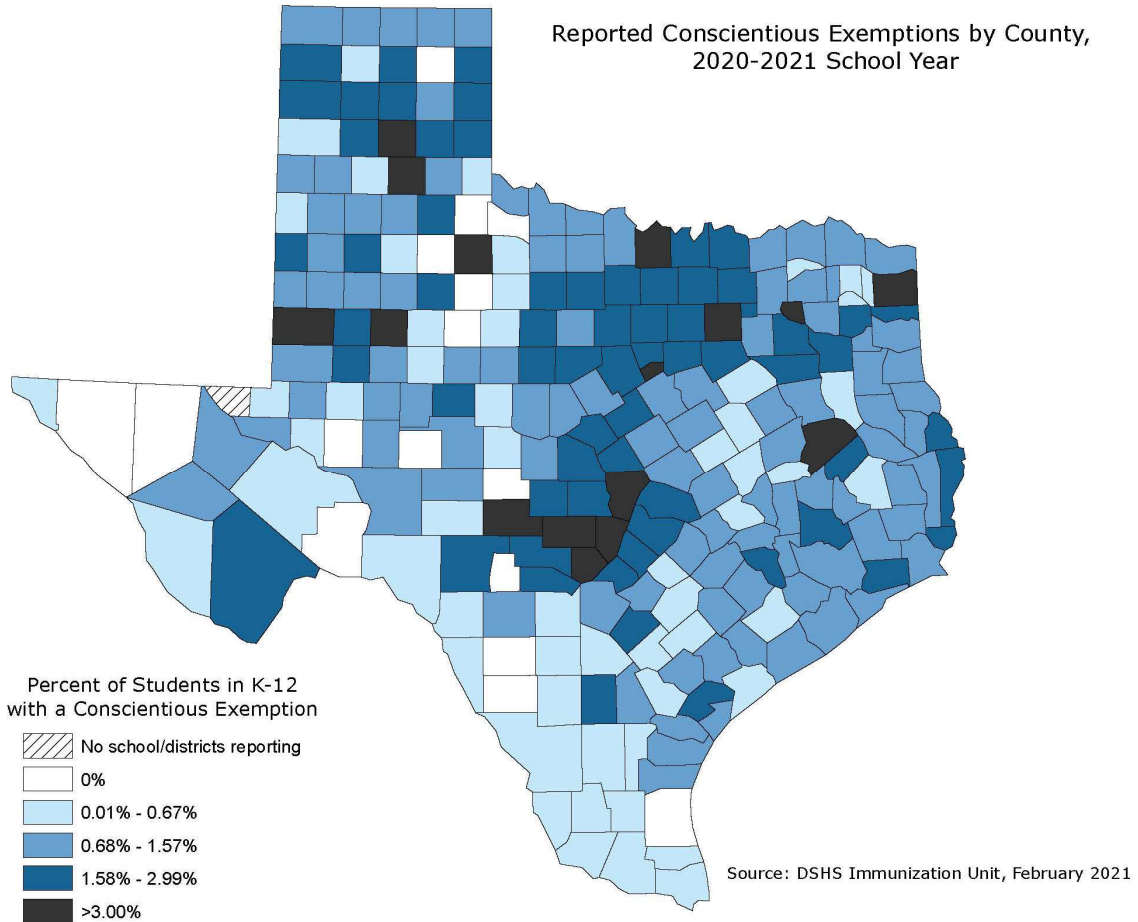 Reported Conscientious Exemptions by County,
2020-2021 School Year
Percent of Students in K-12
with a Conscientious Exemption
No school/districts reporting
0%
0.01% - 0.67%
0.68% - 1.57%
1.58% - 2.99%
>3.00%
Source: DSHS Immunization Unit, February 2021